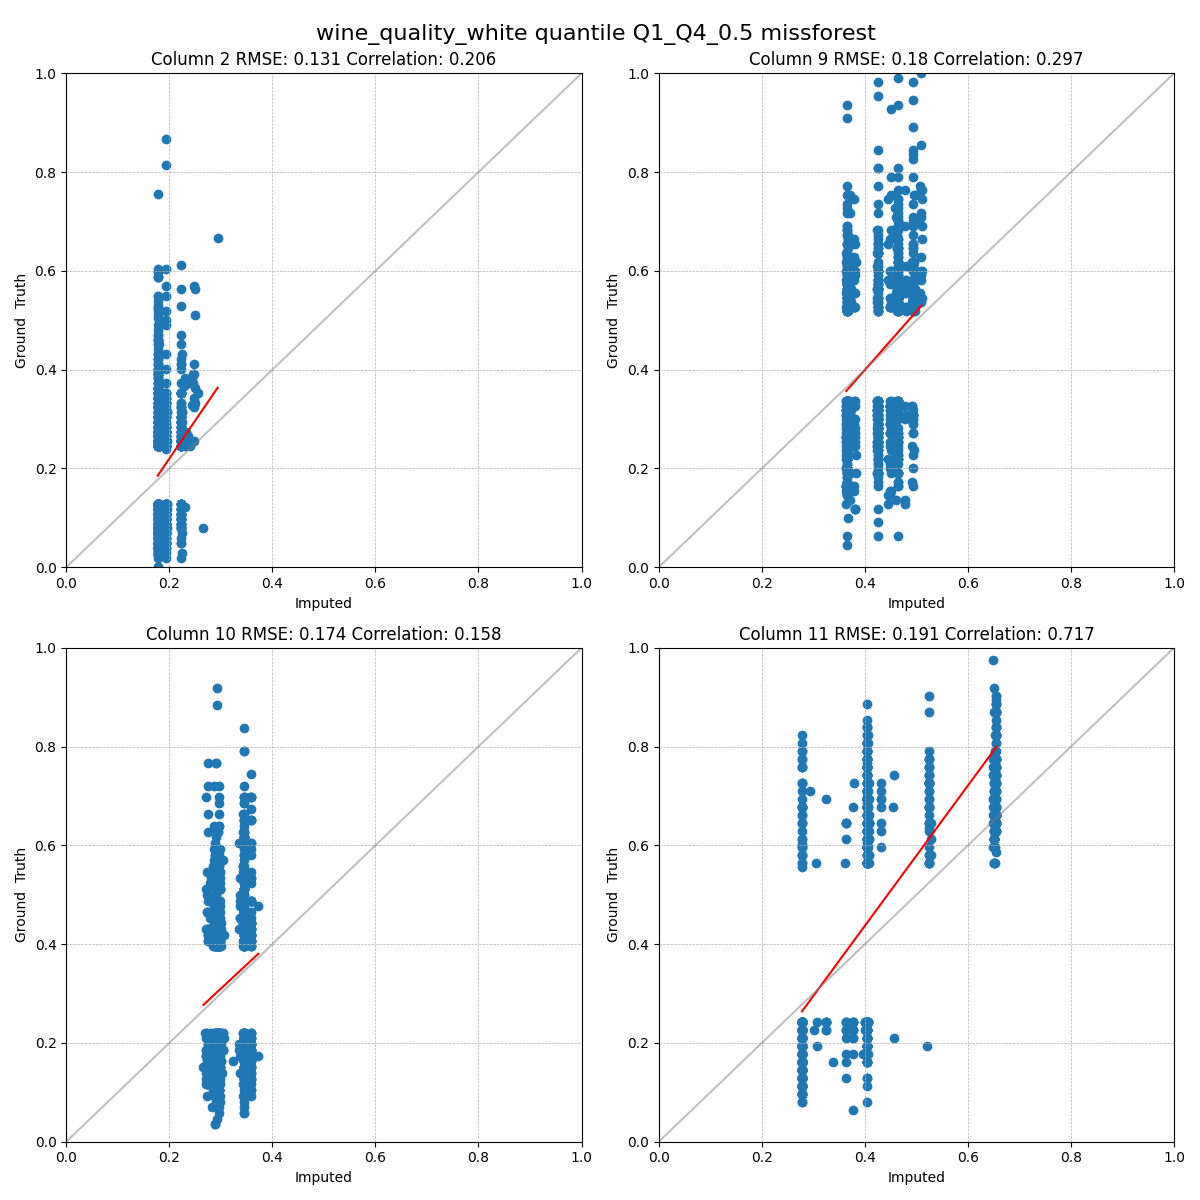 wine_quality_white quantile Q1_Q4_0.5 missforest
Column 2 RMSE: 0.131 Correlation: 0.206
Column 9 RMSE: 0.18 Correlation: 0.297
1.0
0.8
0.6
0.4
0.2
0.0
Ground Truth
0.0 0.2 0.4 0.6 0.8 1.0
Imputed
1.0
0.8
0.6
0.4
0.2
0.0
Ground Truth
0.0 0.2 0.4 0.6 0.8 1.0
Imputed
Column 10 RMSE: 0.174 Correlation: 0.158
Column 11 RMSE: 0.191 Correlation: 0.717
1.0
0.8
0.6
0.4
0.2
0.0
Ground Truth
0.0 0.2 0.4 0.6 0.8 1.0
Imputed
1.0
0.8
0.6
0.4
0.2
0.0
Ground Truth
0.0 0.2 0.4 0.6 0.8 1.0
Imputed